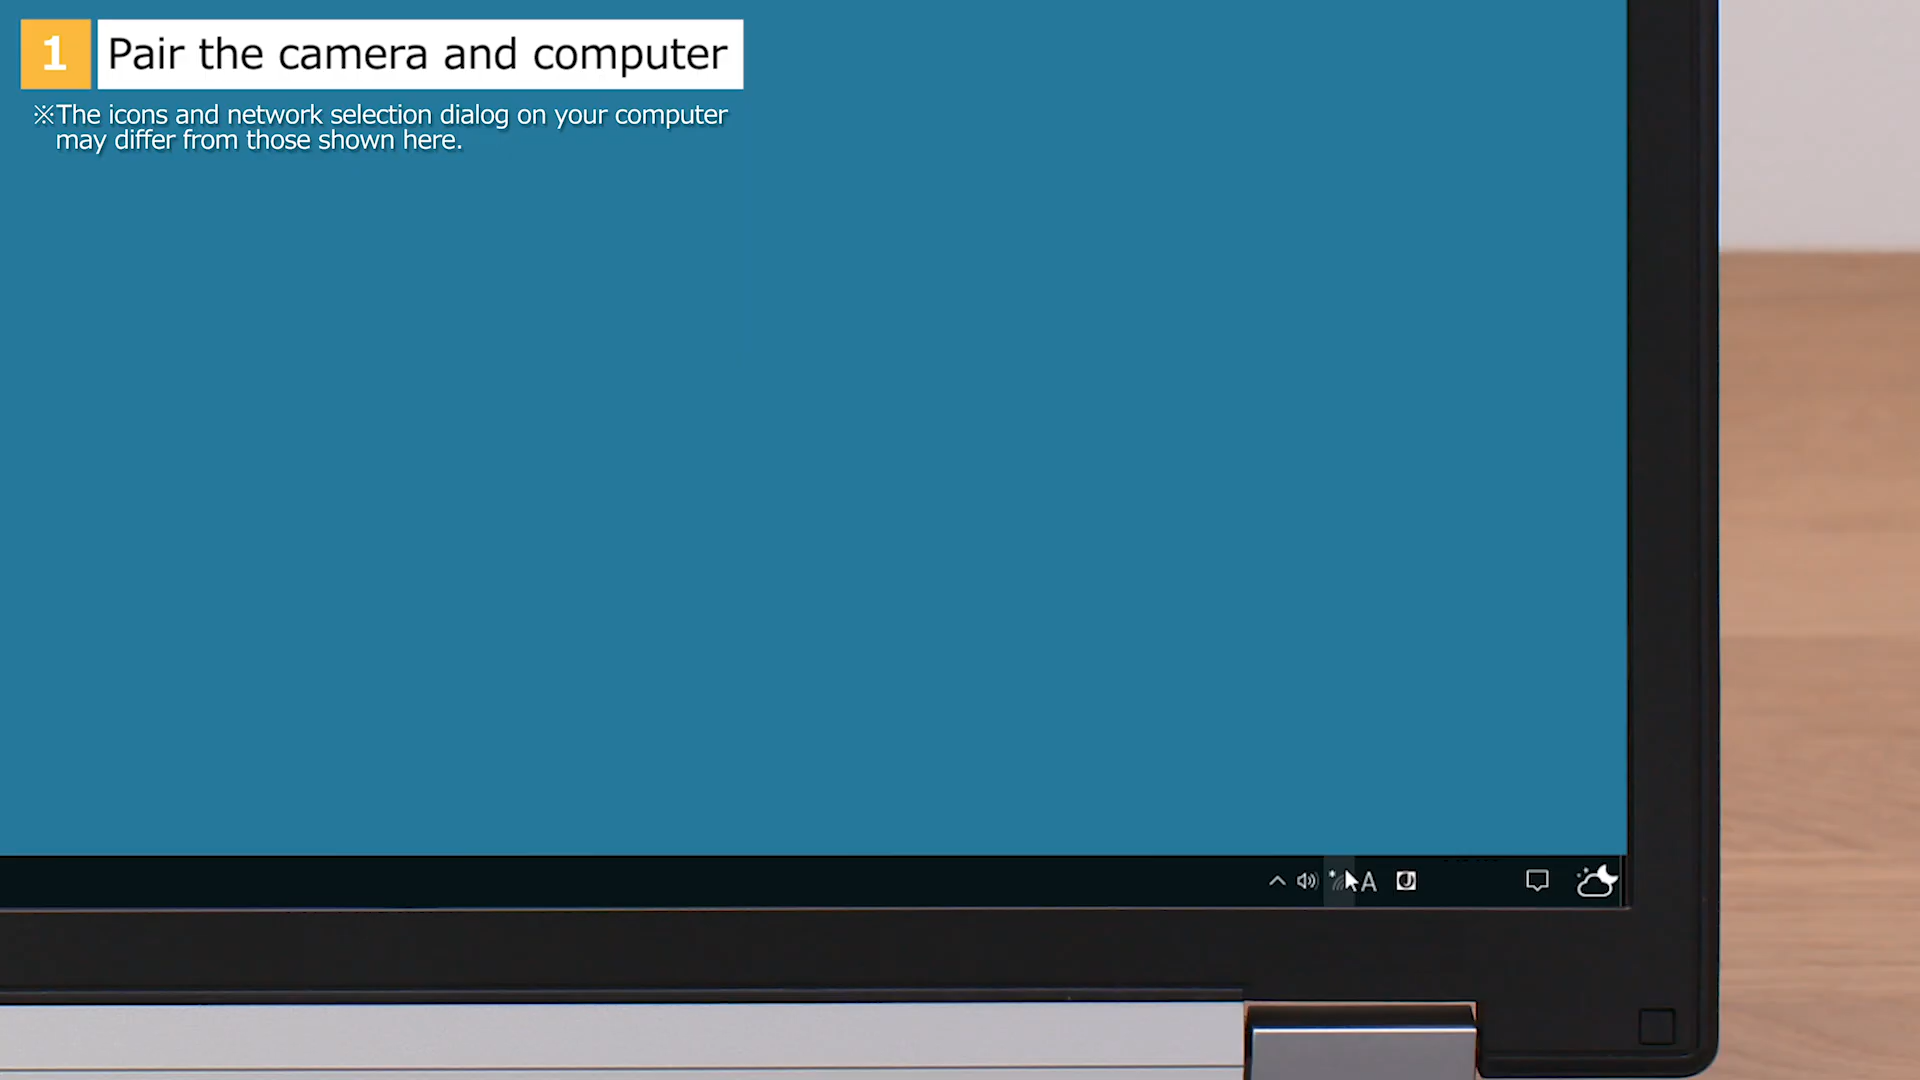 1 Pair the camera and computer
※The icons and network selection dialog on your computer
may differ from those shown here.
A
J